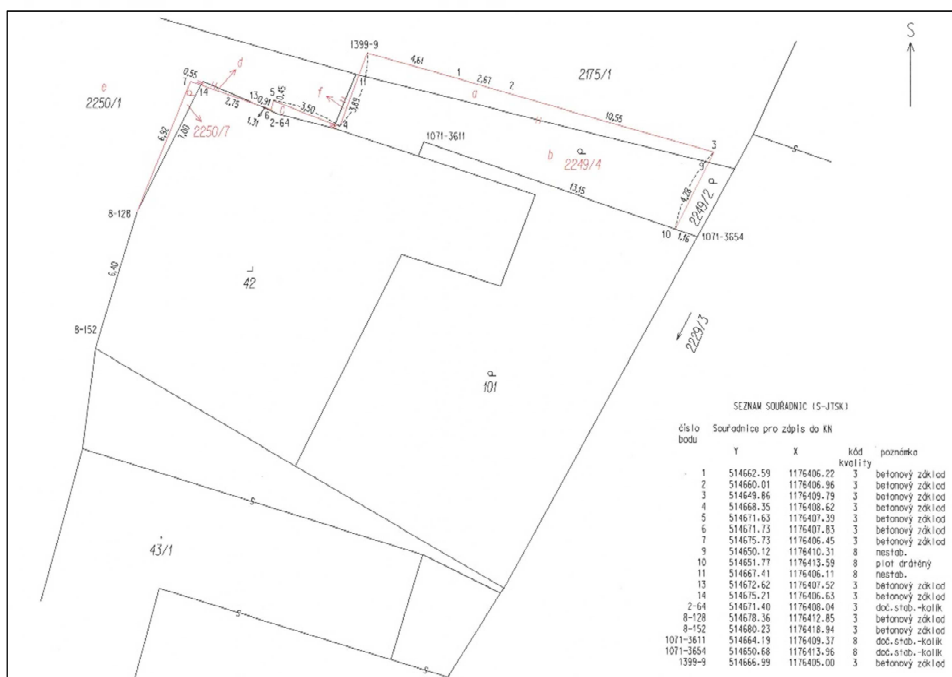 1399-9
S
4,61
1
2,67
2
2175/1
a
11
10,55
d
e
0,55
7
14
2,75
13
0,91
5
0,45
3,50
6
2-64
1,31
f
4
3,83
2250/1
2250/7
6,92
7,00
1071-3611
b
2249/4
3
9
4,28
2249/2
13,15
10
1,16
1071-3654
8-128
6,40
42
8-152
2229/3
101
43/1
S
S
S
S
SEZNAM SOUŘADNIC (S-JTSK)
číslo bodu Souřadnice pro zápis do KN
Y X kód kvality poznámka
1 514662.59 1176406.22 3 betonový základ
2 514660.01 1176406.96 3 betonový základ
3 514649.86 1176409.79 3 betonový základ
4 514668.35 1176408.62 3 betonový základ
5 514671.63 1176407.39 3 betonový základ
6 514671.73 1176407.83 3 betonový základ
7 514675.73 1176406.45 3 betonový základ
9 514650.12 1176410.31 8 nestab.
10 514651.77 1176413.59 8 plot drátěný
11 514667.41 1176406.11 8 nestab.
13 514672.62 1176407.52 3 betonový základ
14 514675.21 1176406.63 3 betonový základ
2-64 514671.40 1176408.04 3 doč.stab.-kolík
8-128 514678.36 1176412.85 3 betonový základ
8-152 514680.23 1176418.94 3 betonový základ
1071-3611 514664.19 1176409.37 8 doč.stab.-kolík
1071-3654 514650.68 1176413.96 8 doč.stab.-kolík
1399-9 514666.99 1176405.00 3 betonový základ